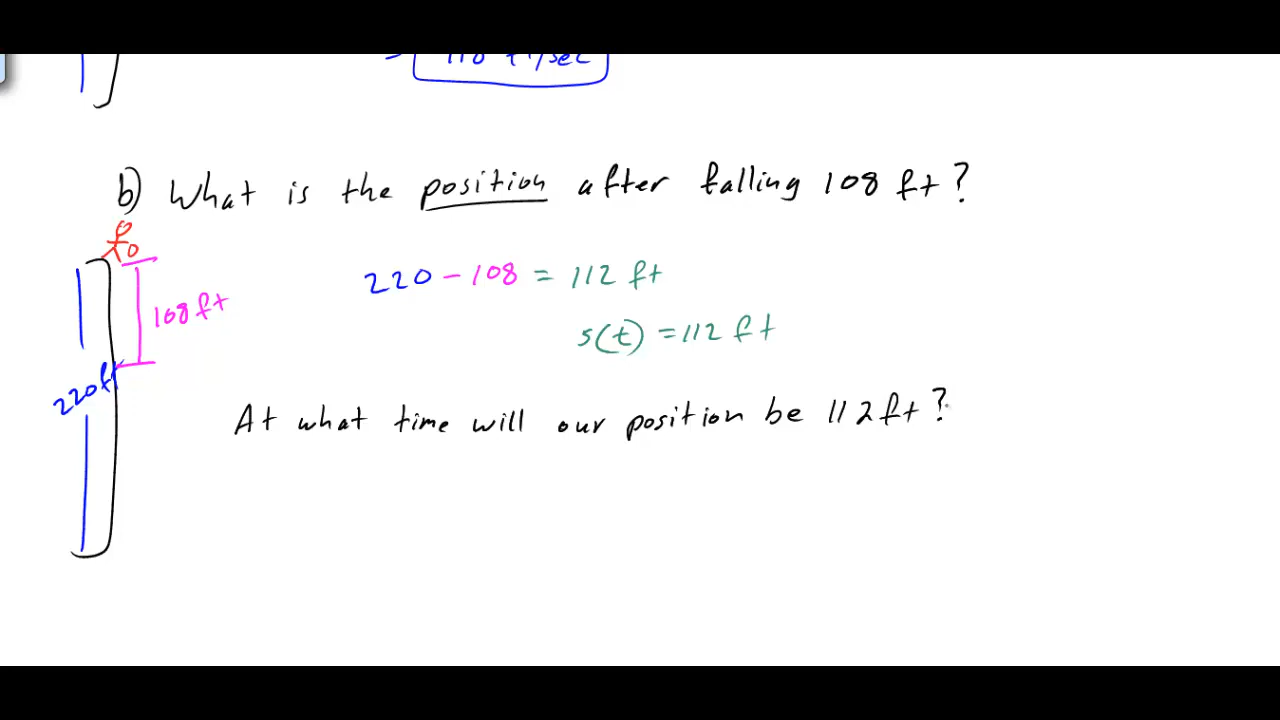 b) What is the position after falling 108 ft?
108 ft
220 - 108 = 112 ft
s(t) = 112 ft
220 ft
At what time will our position be 112 ft?